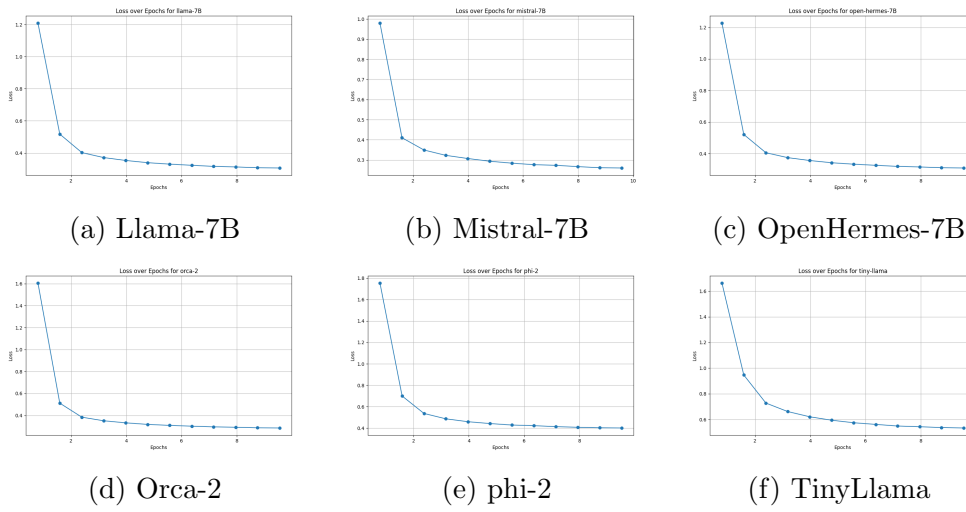 Loss over Epochs for llama-7B
1.2
1.0
0.8
0.6
0.4
Loss
2
4
6
8
Epochs
(a) Llama-7B
Loss over Epochs for mistral-7B
1.0
0.9
0.8
0.7
0.6
0.5
0.4
0.3
Loss
2
4
6
8
10
Epochs
(b) Mistral-7B
Loss over Epochs for open-hermes-7B
1.2
1.0
0.8
0.6
0.4
Loss
2
4
6
8
Epochs
(c) OpenHermes-7B
Loss over Epochs for orca-2
1.6
1.4
1.2
1.0
0.8
0.6
0.4
Loss
2
4
6
8
Epochs
(d) Orca-2
Loss over Epochs for phi-2
1.8
1.6
1.4
1.2
1.0
0.8
0.6
0.4
Loss
2
4
6
8
Epochs
(e) phi-2
Loss over Epochs for tiny-llama
1.6
1.4
1.2
1.0
0.8
0.6
Loss
2
4
6
8
Epochs
(f) TinyLlama